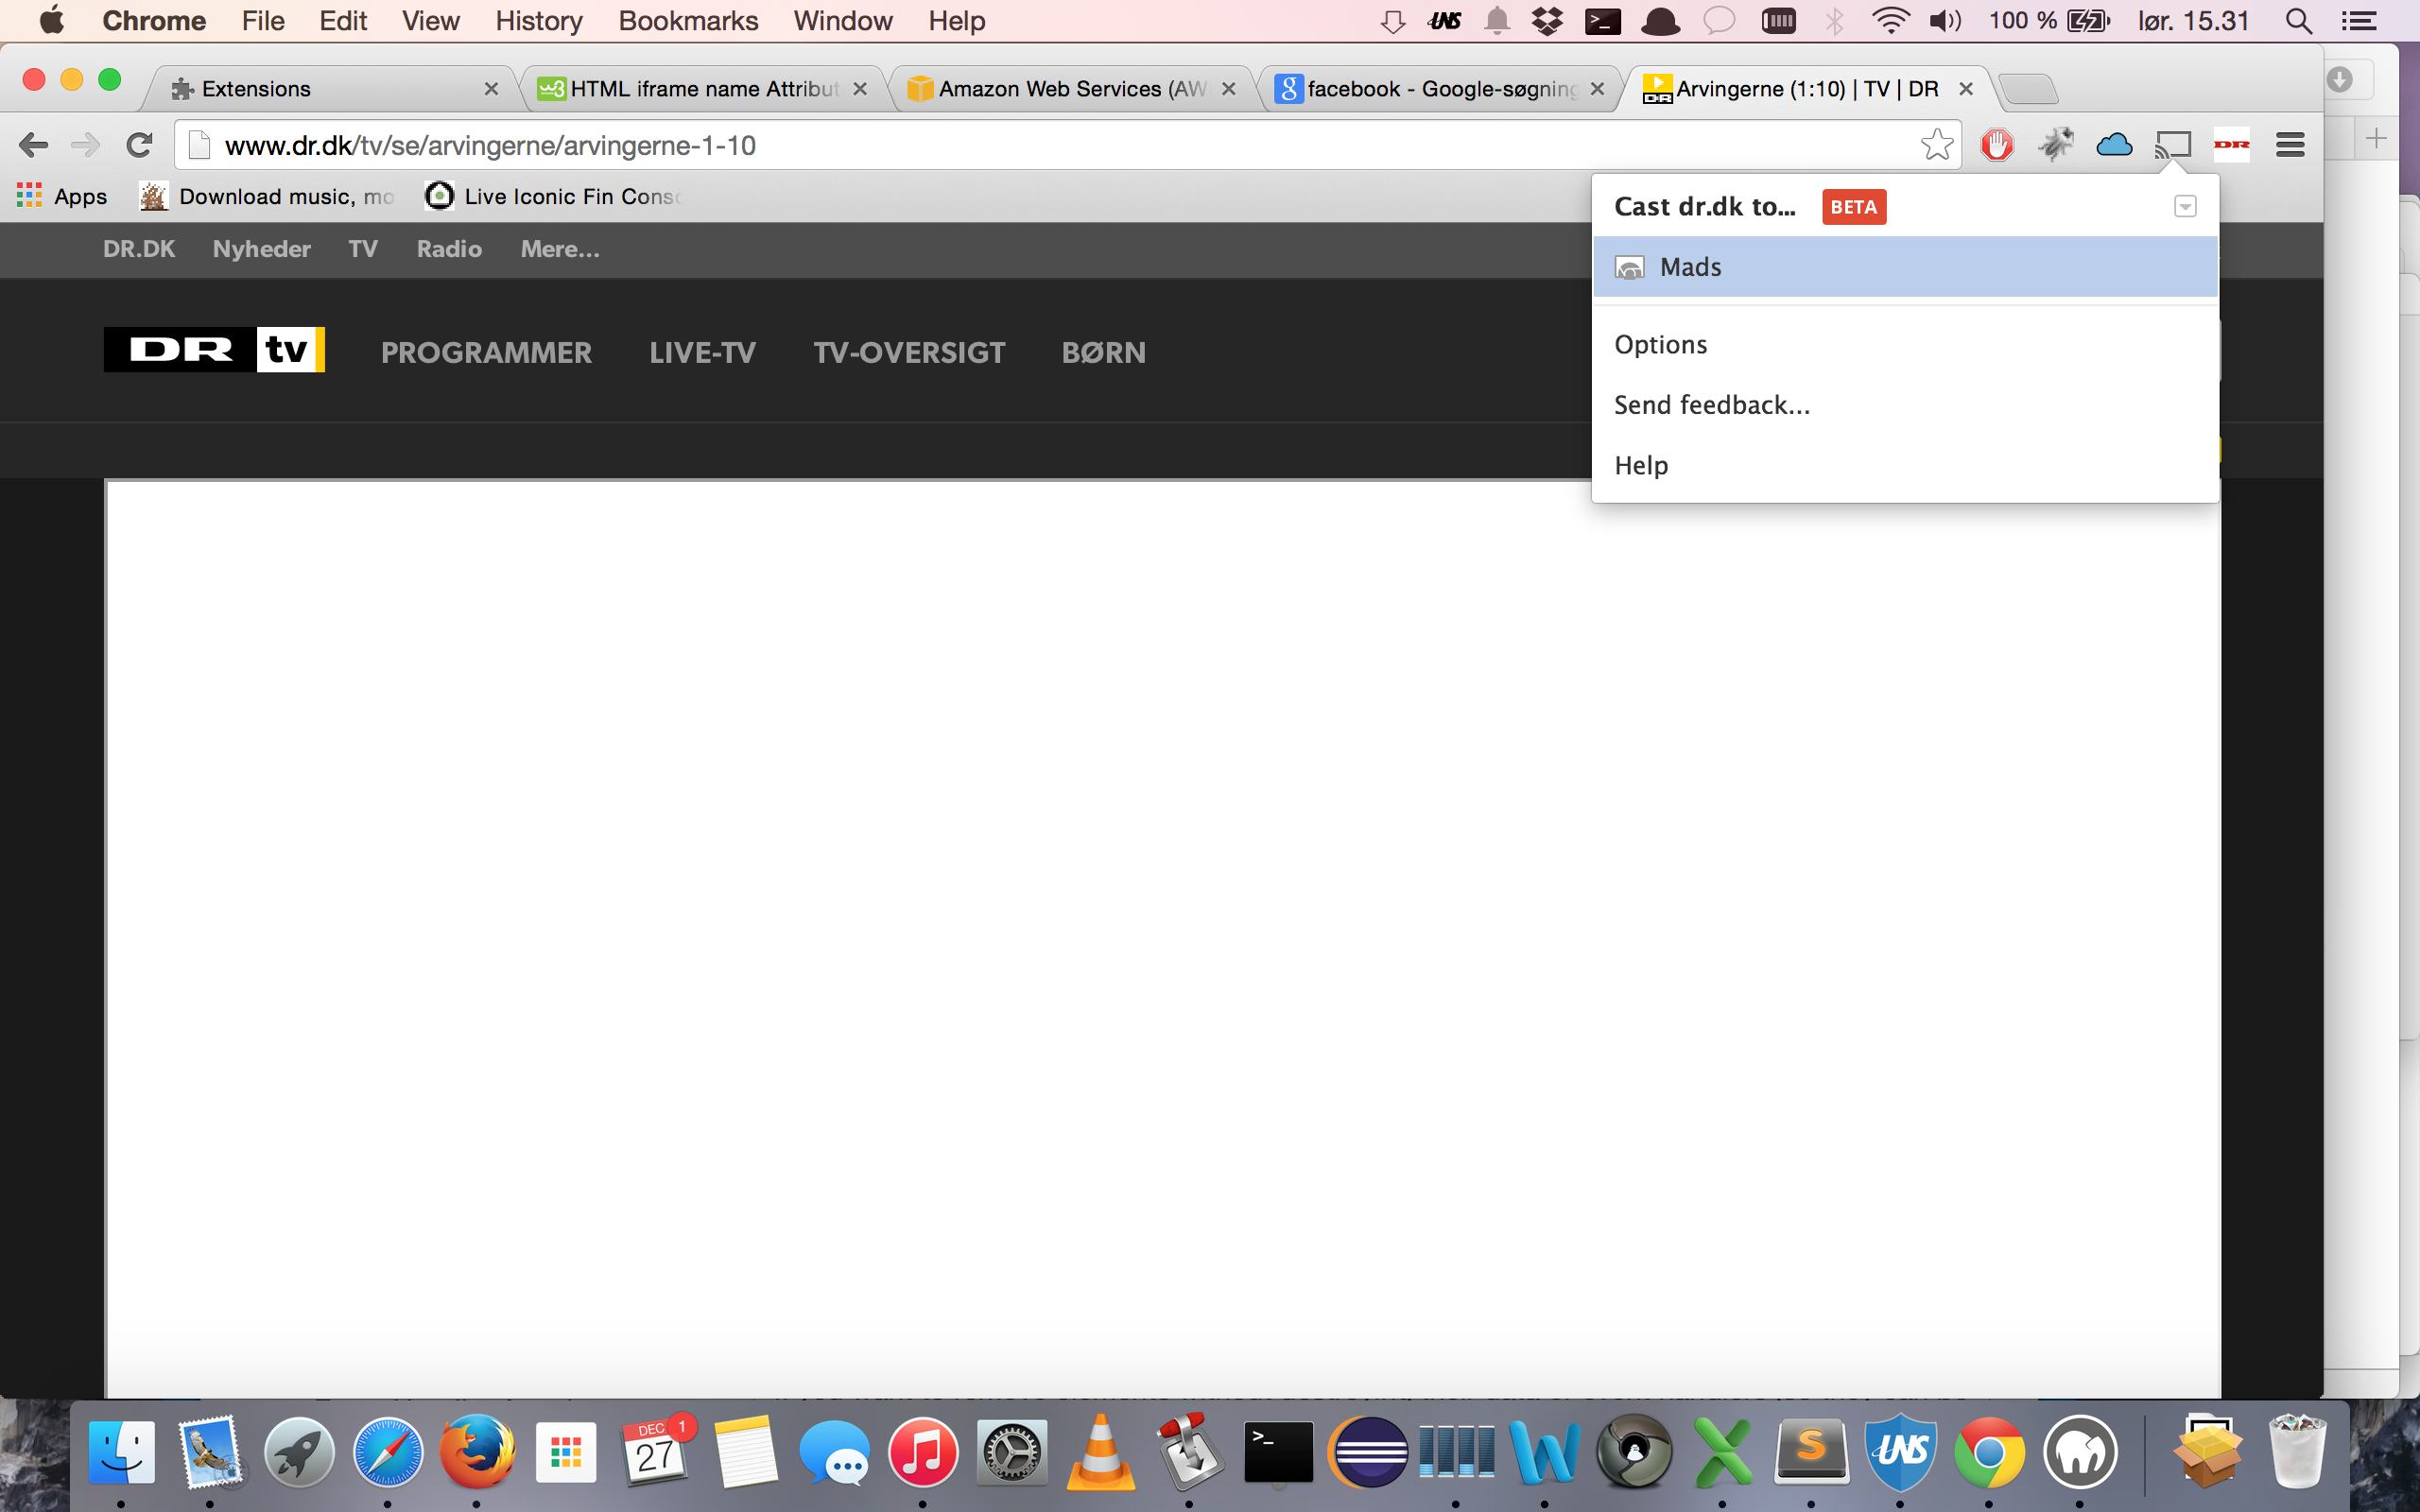 Chrome File Edit View History Bookmarks Window Help UNS 100 % lør. 15.31
Extensions HTML iframe name Attribut Amazon Web Services (AW facebook - Google-søgning Arvingerne (1:10) | TV | DR
www.dr.dk/tv/se/arvingerne/arvingerne-1-10
Apps Download music, mo Live Iconic Fin Conso
Cast dr.dk to... BETA
Mads
Options
Send feedback...
Help
DR.DK Nyheder TV Radio Mere...
DR tv PROGRAMMER LIVE-TV TV-OVERSIGT BØRN
DEC 1
27
UNS